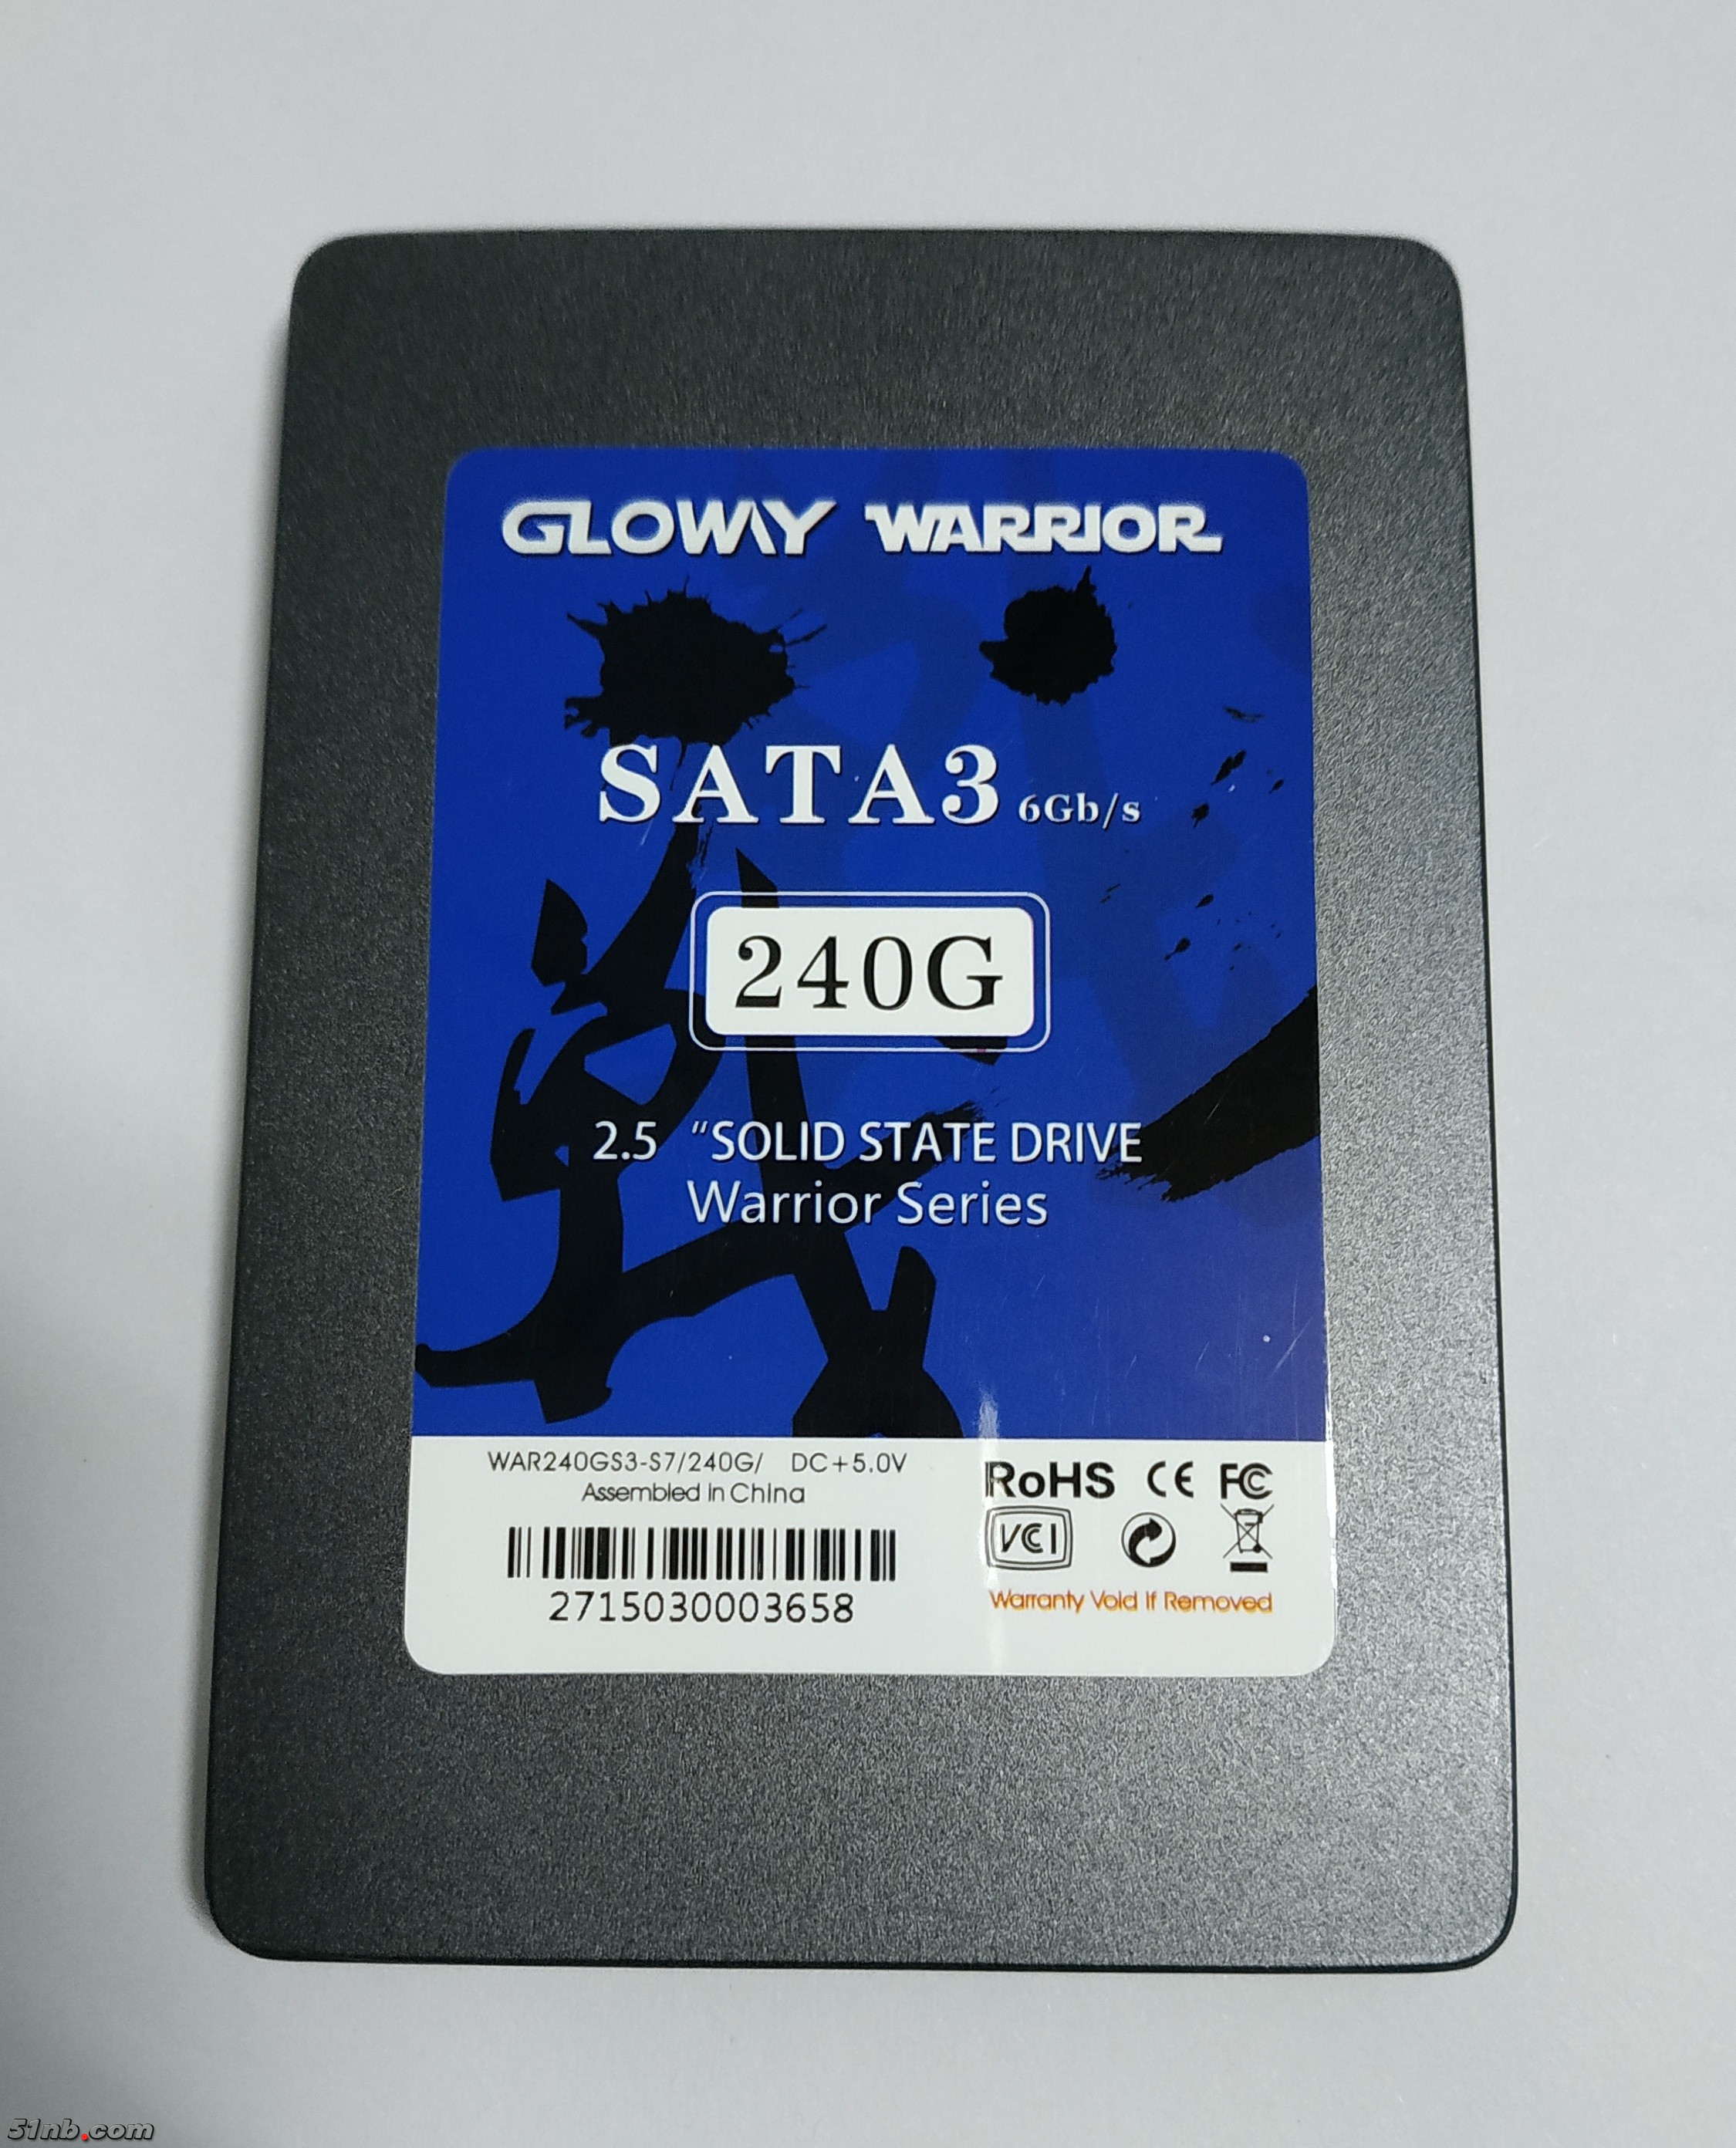 GLOWAY WARRIOR
SATA3 6Gb/s
240G
2.5 "SOLID STATE DRIVE
Warrior Series
WAR240GS3-S7/240G/ DC+5.0V
Assembled in China
2715030003658
RoHS CE FC
VCI
Warranty Void If Removed
51nb.com